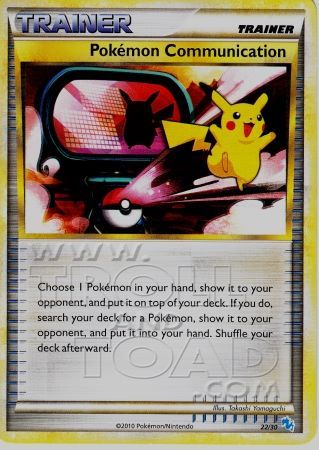 TRAINER
TRAINER
Pokémon Communication
Choose 1 Pokémon in your hand, show it to your
opponent, and put it on top of your deck. If you do,
search your deck for a Pokémon, show it to your
opponent, and put it into your hand. Shuffle your
deck afterward.
www.
TROLL
AND
TOAD
.com
Illus. Takashi Yamaguchi
©2010 Pokémon/Nintendo
22/30